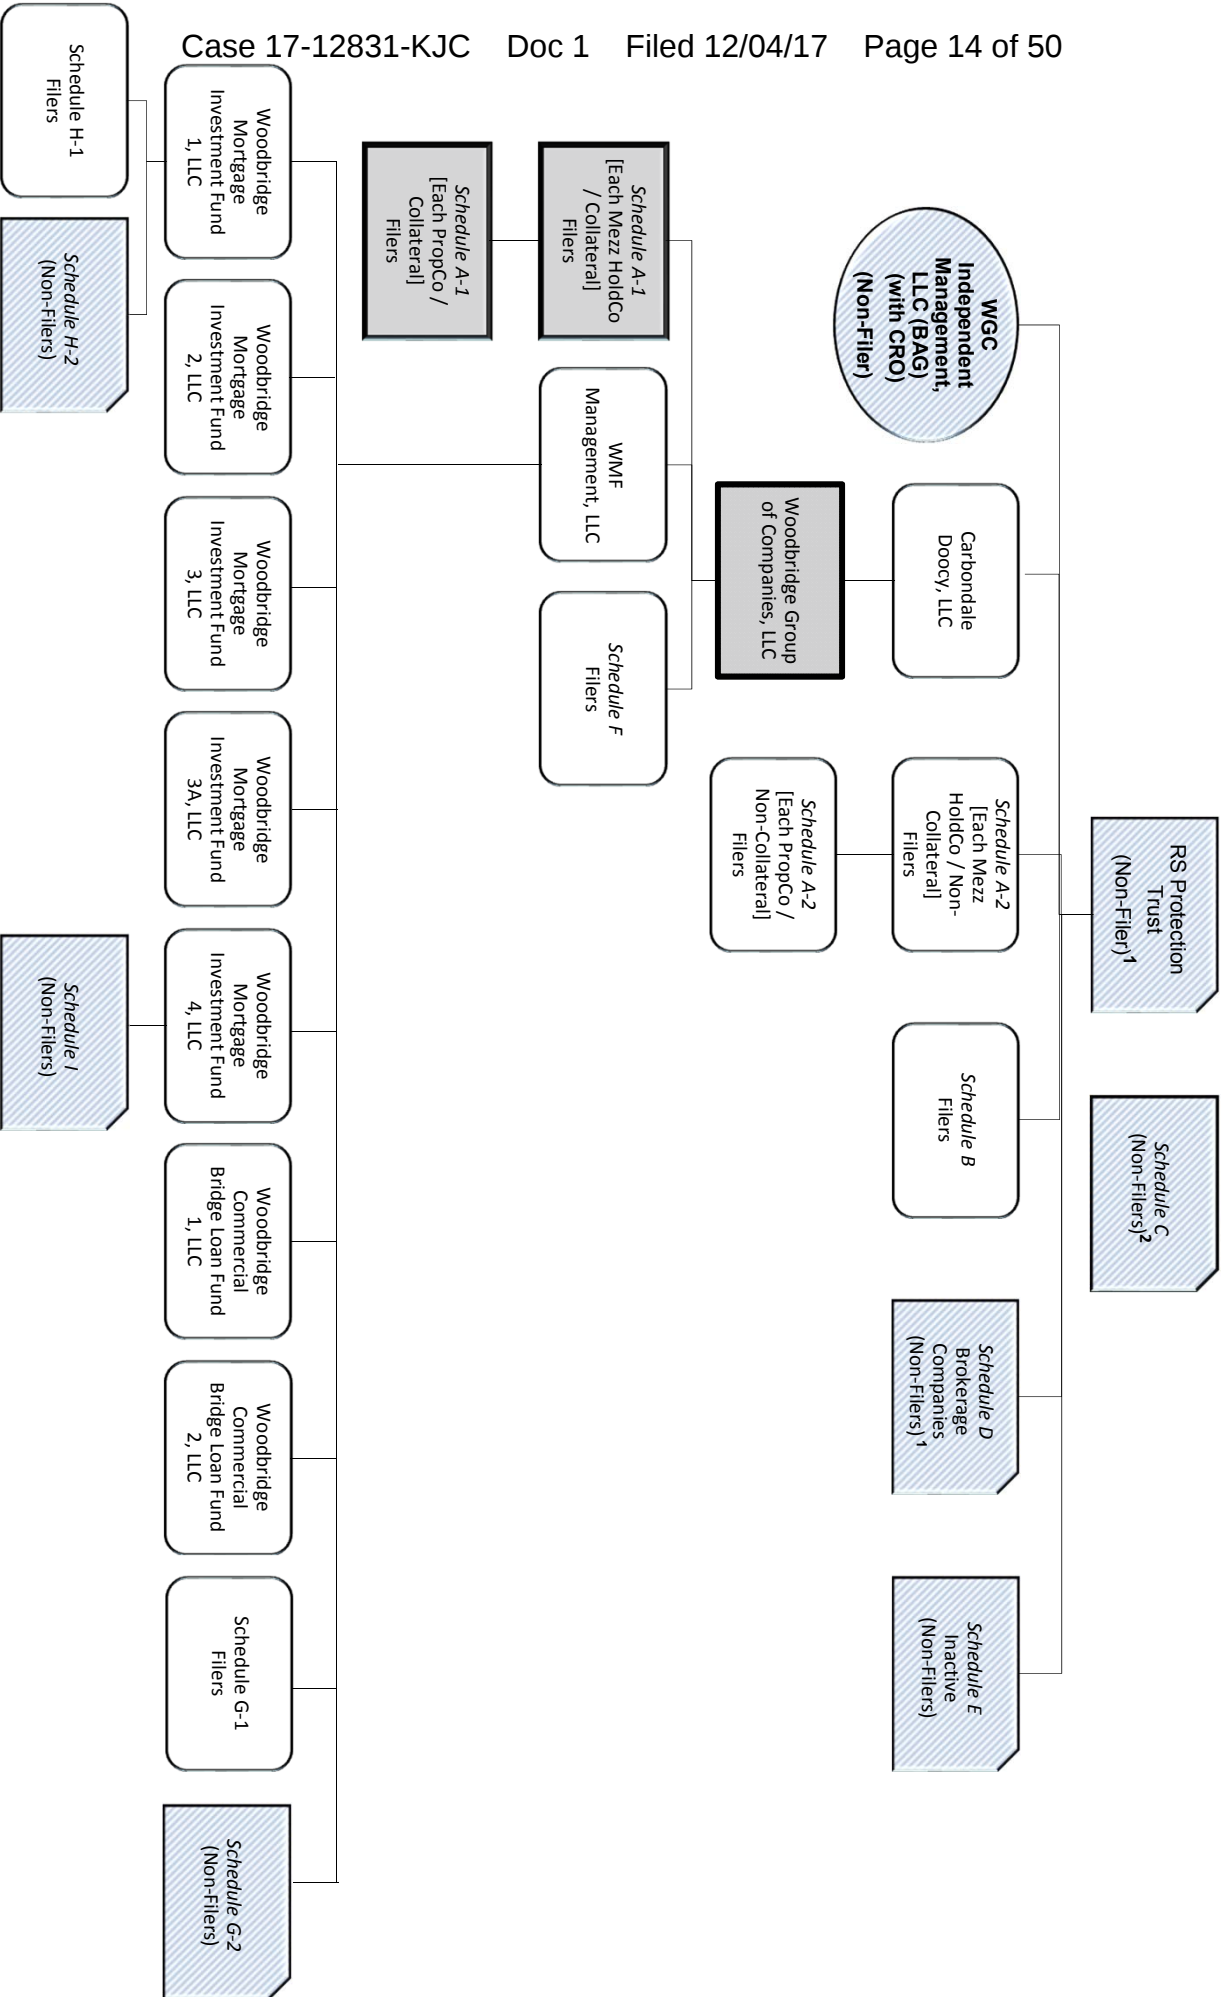 Case 17-12831-KJC Doc 1 Filed 12/04/17 Page 14 of 50
RS Protection
Trust
(Non-Filer)¹
Schedule C
(Non-Filers)²
WGC
Independent
Management,
LLC (BAG)
(with CRO)
(Non-Filer)
Carbondale
Doocy, LLC
Schedule A-2
[Each Mezz
HoldCo / Non-
Collateral]
Filers
Schedule B
Filers
Schedule D
Brokerage
Companies
(Non-Filers) ¹
Schedule E
Inactive
(Non-Filers)
Woodbridge Group
of Companies, LLC
Schedule A-2
[Each PropCo /
Non-Collateral]
Filers
Schedule A-1
[Each Mezz HoldCo
/ Collateral]
Filers
WMF
Management, LLC
Schedule F
Filers
Schedule A-1
[Each PropCo /
Collateral]
Filers
Woodbridge
Mortgage
Investment Fund
1, LLC
Woodbridge
Mortgage
Investment Fund
2, LLC
Woodbridge
Mortgage
Investment Fund
3, LLC
Woodbridge
Mortgage
Investment Fund
3A, LLC
Woodbridge
Mortgage
Investment Fund
4, LLC
Woodbridge
Commercial
Bridge Loan Fund
1, LLC
Woodbridge
Commercial
Bridge Loan Fund
2, LLC
Schedule G-1
Filers
Schedule G-2
(Non-Filers)
Schedule H-1
Filers
Schedule H-2
(Non-Filers)
Schedule I
(Non-Filers)